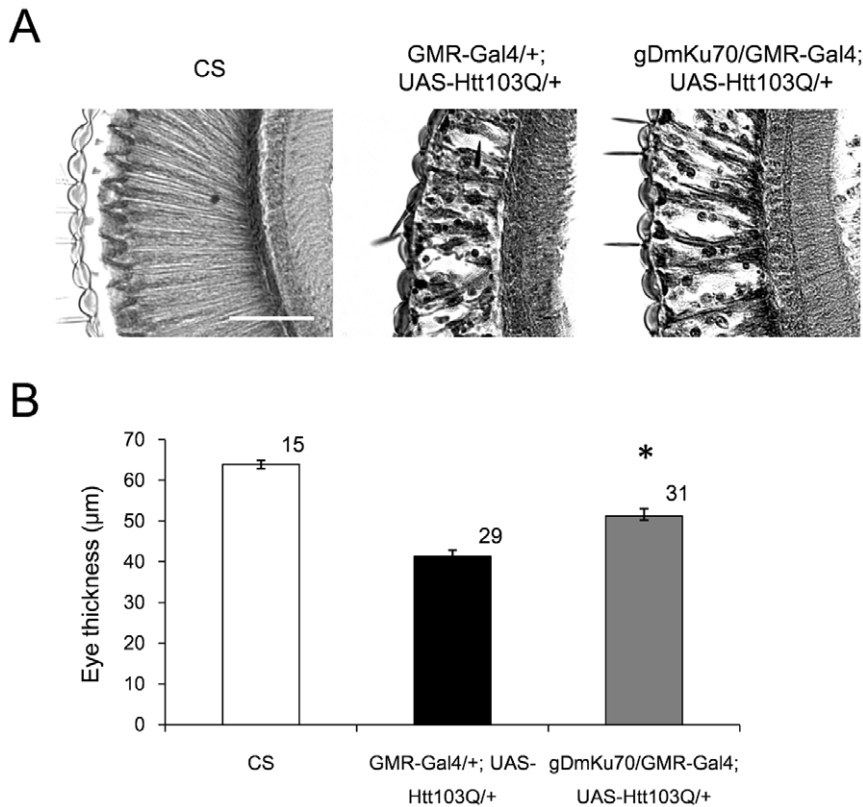 A
CS
GMR-Gal4/+;
UAS-Htt103Q/+
gDmKu70/GMR-Gal4;
UAS-Htt103Q/+
B
70
60
50
40
30
20
10
0
Eye thickness (µm)
15
29
*
31
CS
GMR-Gal4/+; UAS-
Htt103Q/+
gDmKu70/GMR-Gal4;
UAS-Htt103Q/+